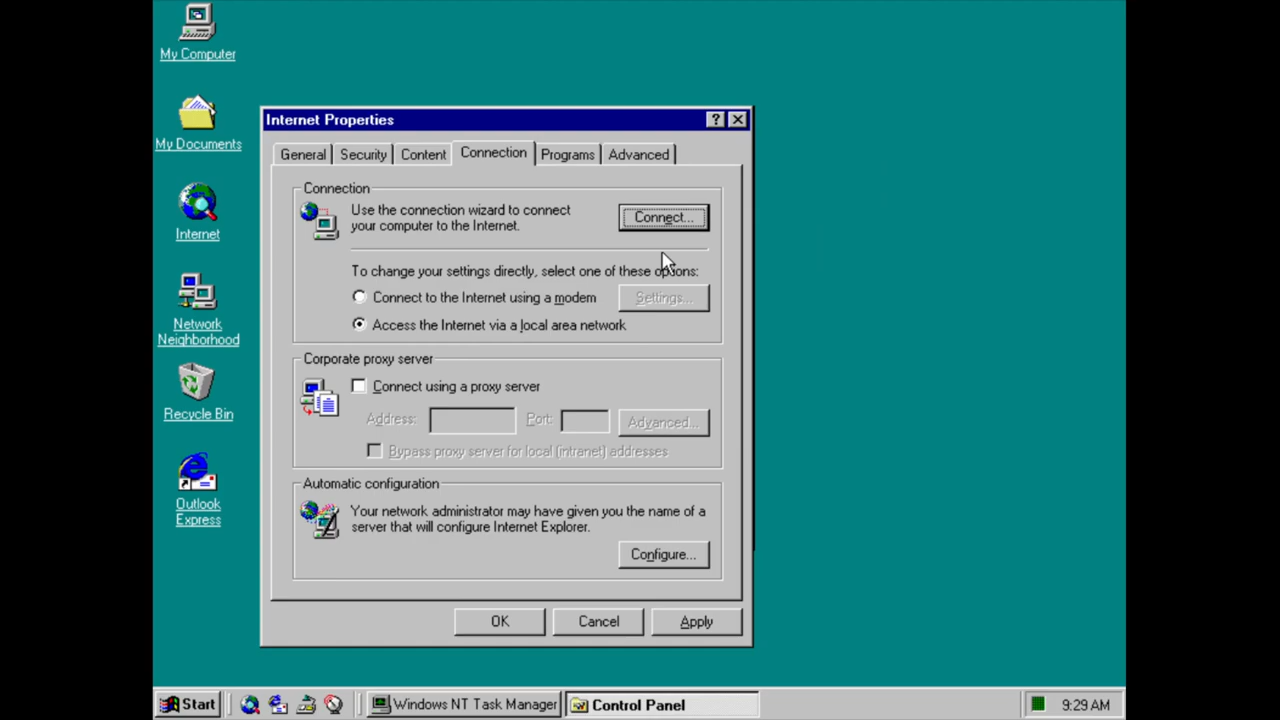 My Computer
My Documents
Internet
Network
Neighborhood
Recycle Bin
Outlook
Express
Internet Properties
General
Security
Content
Connection
Programs
Advanced
Connection
Use the connection wizard to connect
your computer to the Internet.
Connect...
To change your settings directly, select one of these options:
Connect to the Internet using a modem
Settings...
Access the Internet via a local area network
Corporate proxy server
Connect using a proxy server
Address:
Port:
Advanced...
Bypass proxy server for local (intranet) addresses
Automatic configuration
Your network administrator may have given you the name of a
server that will configure Internet Explorer.
Configure...
OK
Cancel
Apply
Start
Windows NT Task Manager
Control Panel
9:29 AM